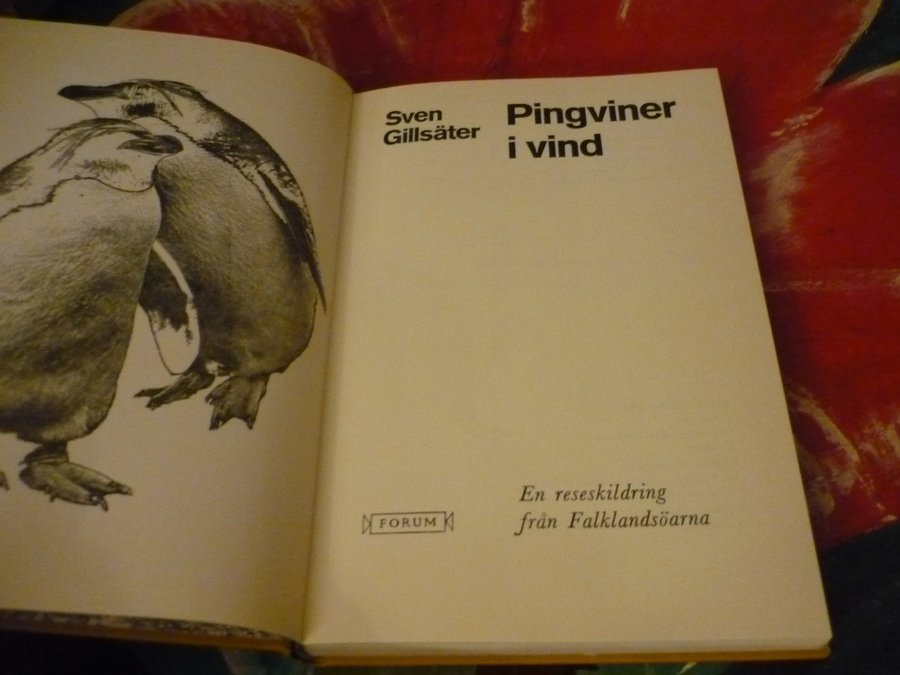 Sven
Gillsäter
Pingviner
i vind
En reseskildring
från Falklandsöarna
FORUM